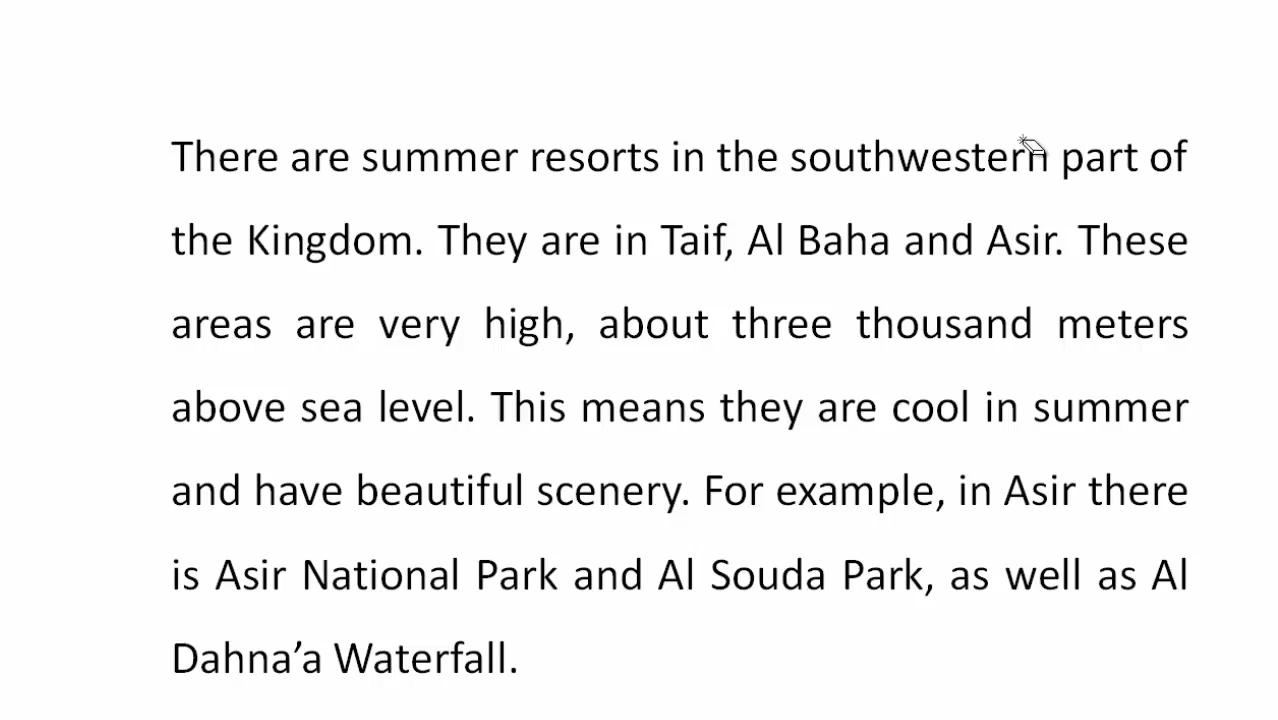 There are summer resorts in the southwestern part of
the Kingdom. They are in Taif, Al Baha and Asir. These
areas are very high, about three thousand meters
above sea level. This means they are cool in summer
and have beautiful scenery. For example, in Asir there
is Asir National Park and Al Souda Park, as well as Al
Dahna’a Waterfall.